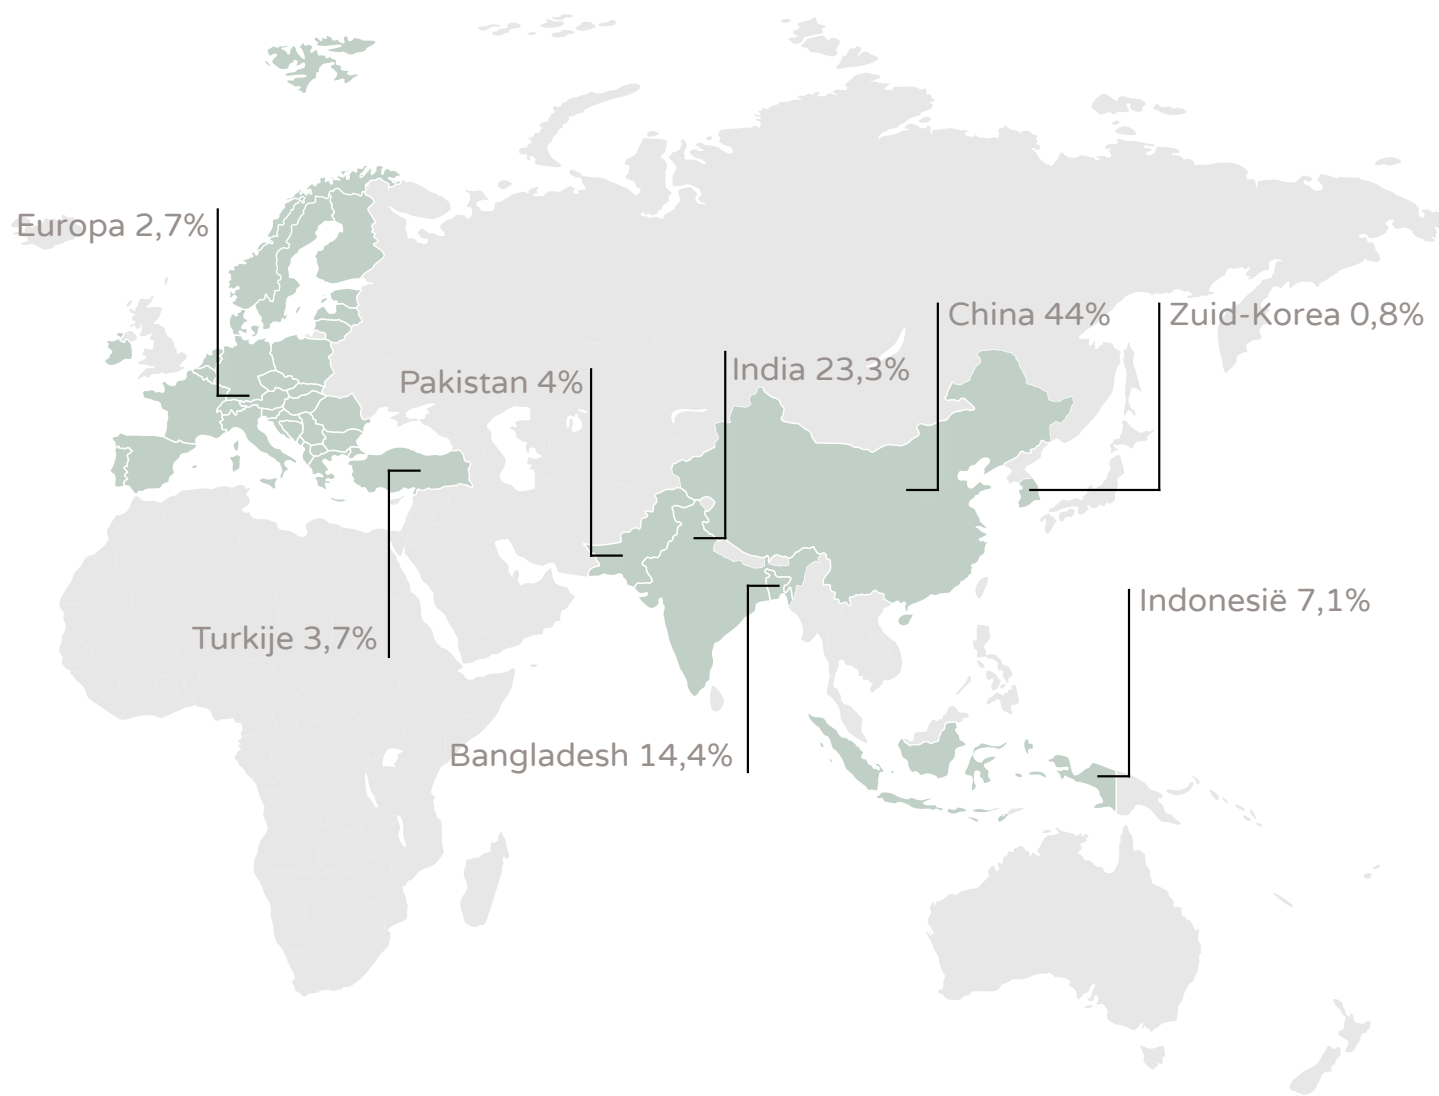 Europa 2,7%
China 44%
Zuid-Korea 0,8%
India 23,3%
Pakistan 4%
Indonesië 7,1%
Turkije 3,7%
Bangladesh 14,4%